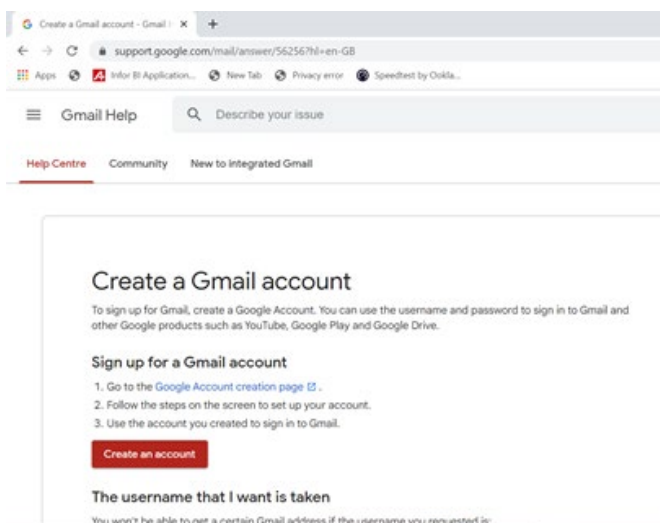 Create a Gmail account - Gmail
support.google.com/mail/answer/56256?hl=en-GB
Apps
Infor BI Application...
New Tab
Privacy error
Speedtest by Ookla...
Gmail Help
Describe your issue
Help Centre
Community
New to integrated Gmail
Create a Gmail account
To sign up for Gmail, create a Google Account. You can use the username and password to sign in to Gmail and
other Google products such as YouTube, Google Play and Google Drive.
Sign up for a Gmail account
1. Go to the Google Account creation page .
2. Follow the steps on the screen to set up your account.
3. Use the account you created to sign in to Gmail.
Create an account
The username that I want is taken
You won't be able to get a certain Gmail address if the username you requested is: